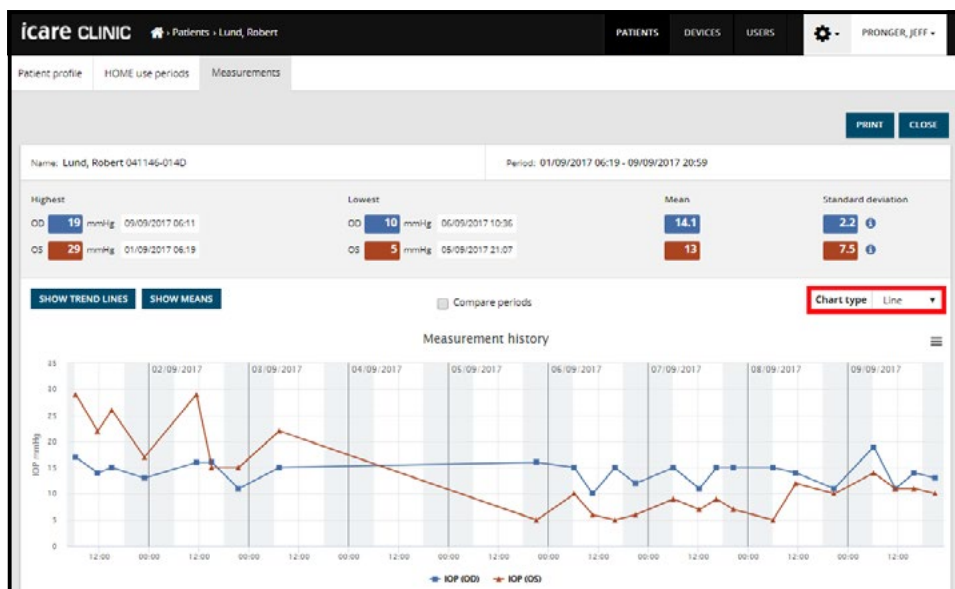 icare CLINIC › Patients › Lund, Robert PATIENTS DEVICES USERS PRONGER, JEFF
Patient profile HOME use periods Measurements
PRINT CLOSE
Name: Lund, Robert 041146-014D Period: 01/09/2017 06:19 - 09/09/2017 20:59
Highest Lowest Mean Standard deviation
OD 19 mmHg 09/09/2017 06:11 OD 10 mmHg 06/09/2017 10:36 14.1 2.2
OS 29 mmHg 01/09/2017 06:19 OS 5 mmHg 05/09/2017 21:07 13 7.5
SHOW TREND LINES SHOW MEANS Compare periods Chart type Line
Measurement history
02/09/2017 03/09/2017 04/09/2017 05/09/2017 06/09/2017 07/09/2017 08/09/2017 09/09/2017
35
30
25
20
15
10
5
0
IOP mmHg
12:00 00:00 12:00 00:00 12:00 00:00 12:00 00:00 12:00 00:00 12:00 00:00 12:00 00:00 12:00 00:00 12:00
IOP (OD) IOP (OS)